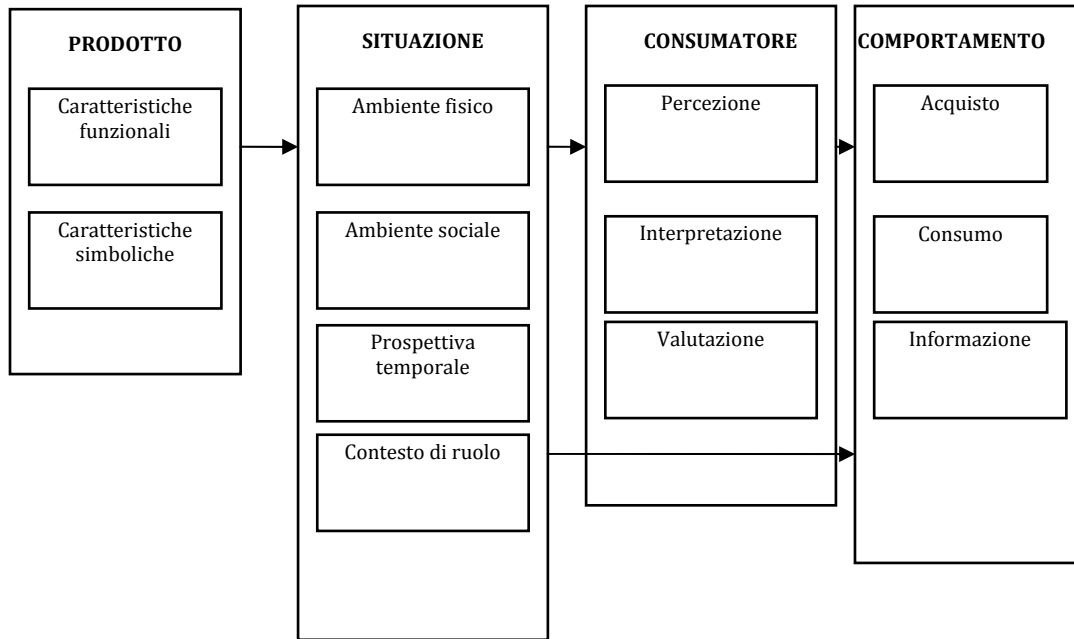 PRODOTTO
Caratteristiche
funzionali
Caratteristiche
simboliche
SITUAZIONE
Ambiente fisico
Ambiente sociale
Prospettiva
temporale
Contesto di ruolo
CONSUMATORE
Percezione
Interpretazione
Valutazione
COMPORTAMENTO
Acquisto
Consumo
Informazione